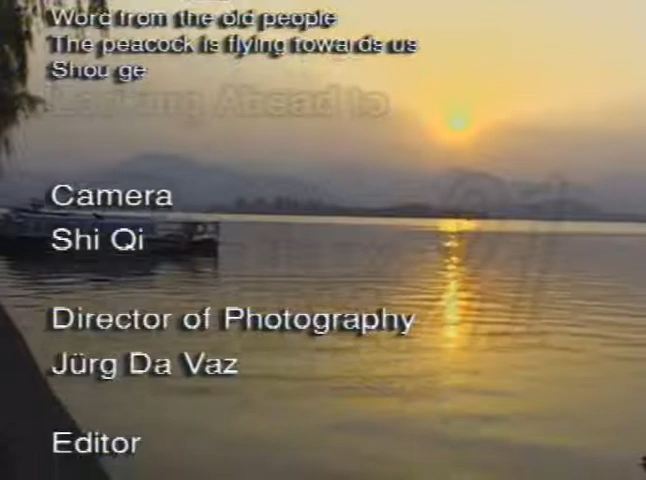 Word from the old people
The peacock is flying towards us
Shou ge
Camera
Shi Qi
Director of Photography
Jürg Da Vaz
Editor